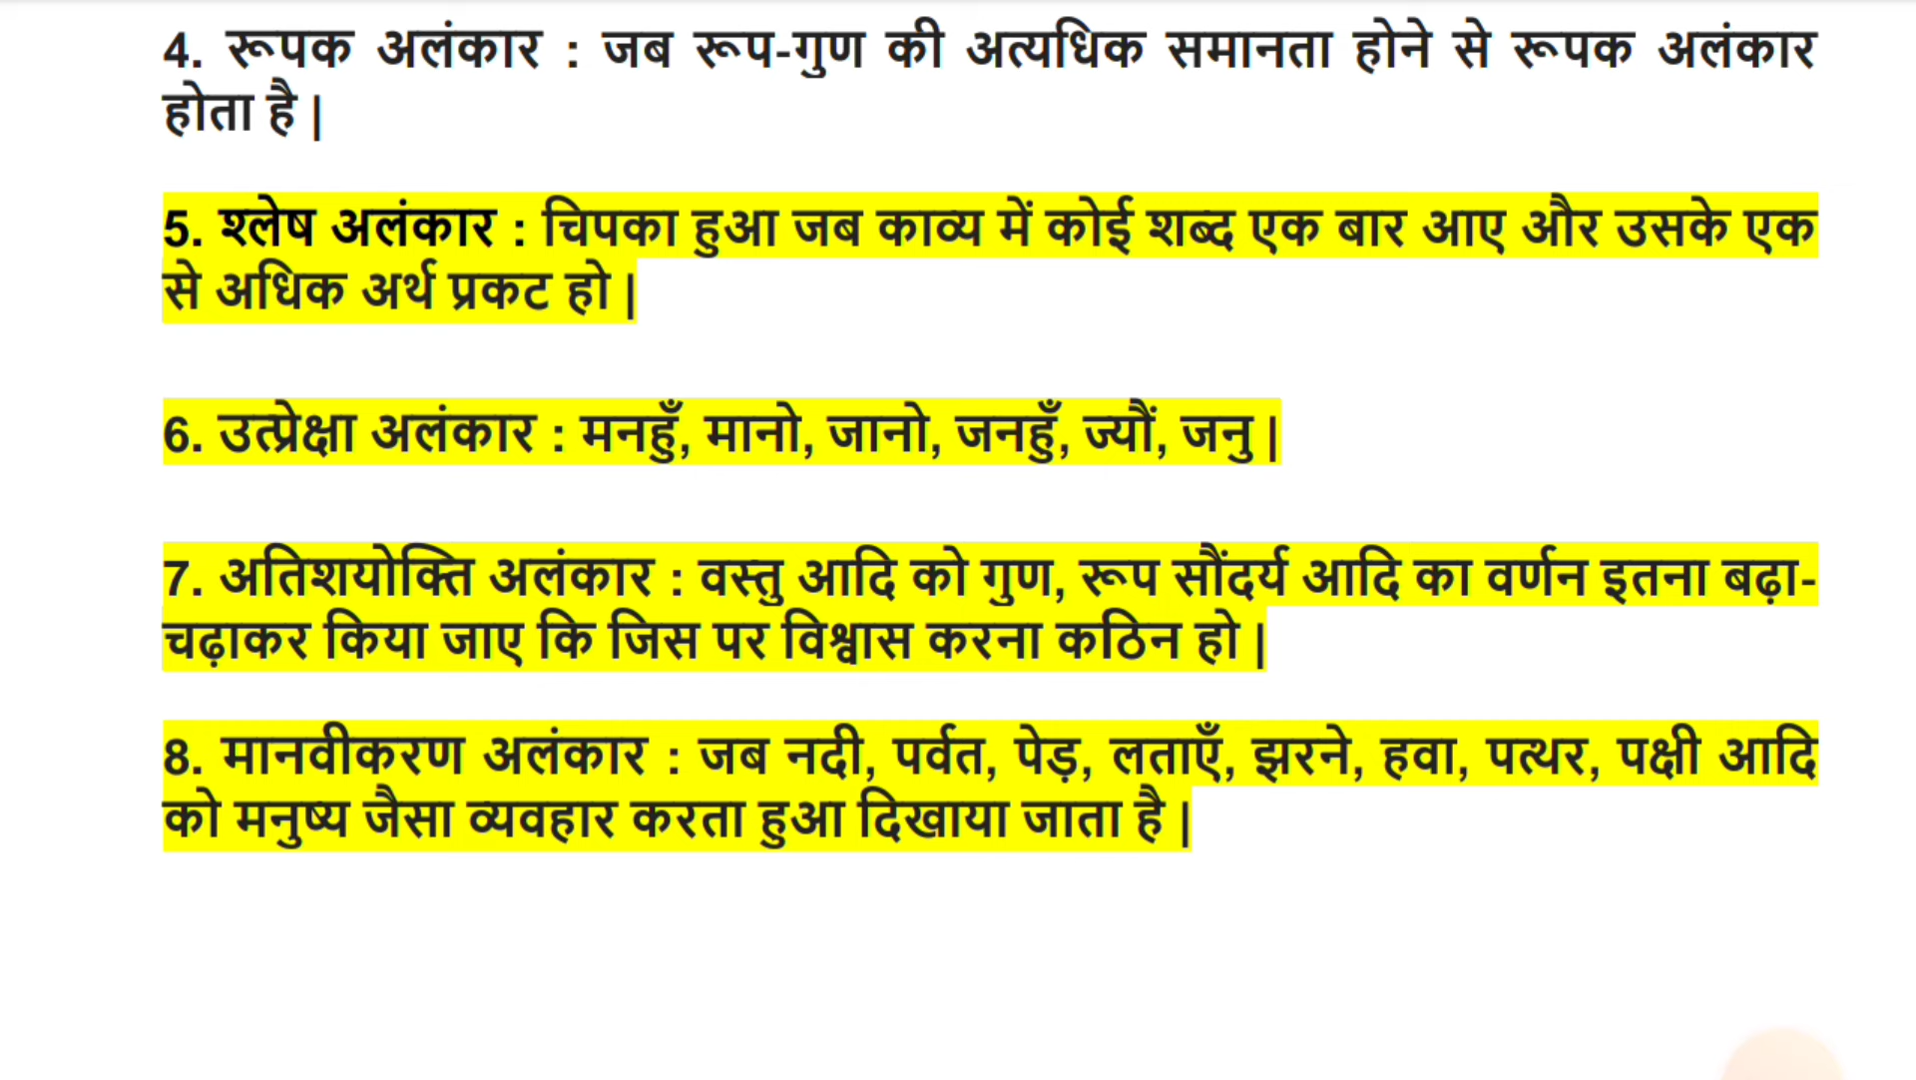 4. रूपक अलंकार : जब रूप-गुण की अत्यधिक समानता होने से रूपक अलंकार
होता है |
5. श्लेष अलंकार : चिपका हुआ जब काव्य में कोई शब्द एक बार आए और उसके एक
से अधिक अर्थ प्रकट हो |
6. उत्प्रेक्षा अलंकार : मनहुँ, मानो, जानो, जनहुँ, ज्यौं, जनु |
7. अतिशयोक्ति अलंकार : वस्तु आदि को गुण, रूप सौंदर्य आदि का वर्णन इतना बढ़ा-
चढ़ाकर किया जाए कि जिस पर विश्वास करना कठिन हो |
8. मानवीकरण अलंकार : जब नदी, पर्वत, पेड़, लताएँ, झरने, हवा, पत्थर, पक्षी आदि
को मनुष्य जैसा व्यवहार करता हुआ दिखाया जाता है |